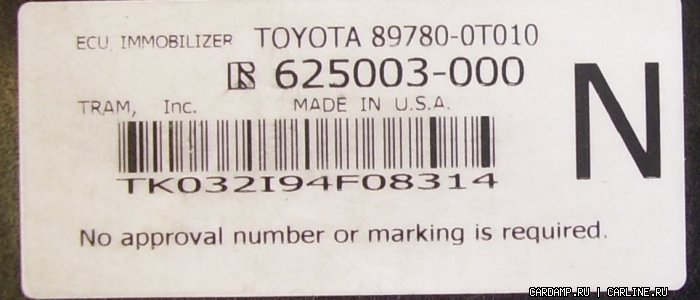 ECU, IMMOBILIZER TOYOTA 89780-0T010
625003-000
N
TRAM, Inc. MADE IN U.S.A.
TK032I94F08314
No approval number or marking is required.
CARDAMP.RU | CARLINE.RU